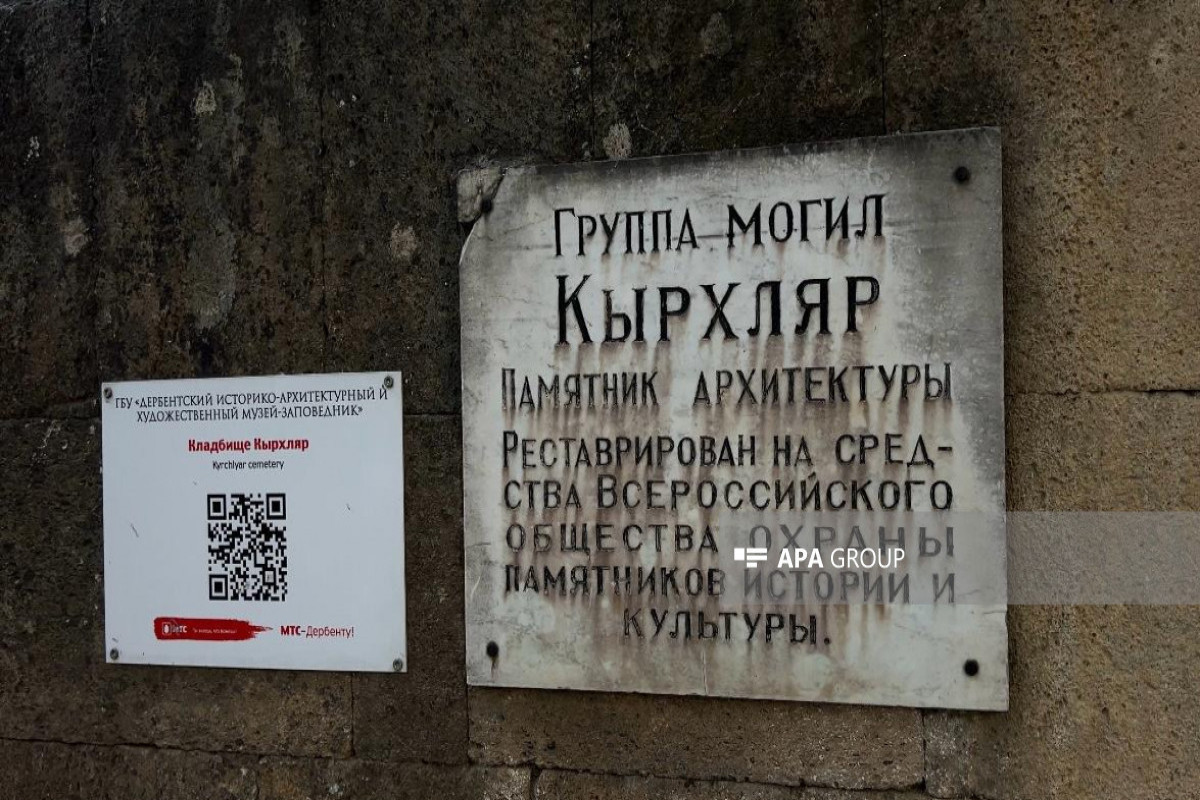 ГБУ «ДЕРБЕНТСКИЙ ИСТОРИКО-АРХИТЕКТУРНЫЙ И
ХУДОЖЕСТВЕННЫЙ МУЗЕЙ-ЗАПОВЕДНИК»
Кладбище Кырхляр
Kyrchlyar cemetery
МТС
МТС-Дербенту!
ГРУППА МОГИЛ
КЫРХЛЯР
ПАМЯТНИК АРХИТЕКТУРЫ
РЕСТАВРИРОВАН НА СРЕД-
СТВА ВСЕРОССИЙСКОГО
ОБЩЕСТВА ОХРАНЫ
ПАМЯТНИКОВ ИСТОРИИ И
КУЛЬТУРЫ.
APA GROUP